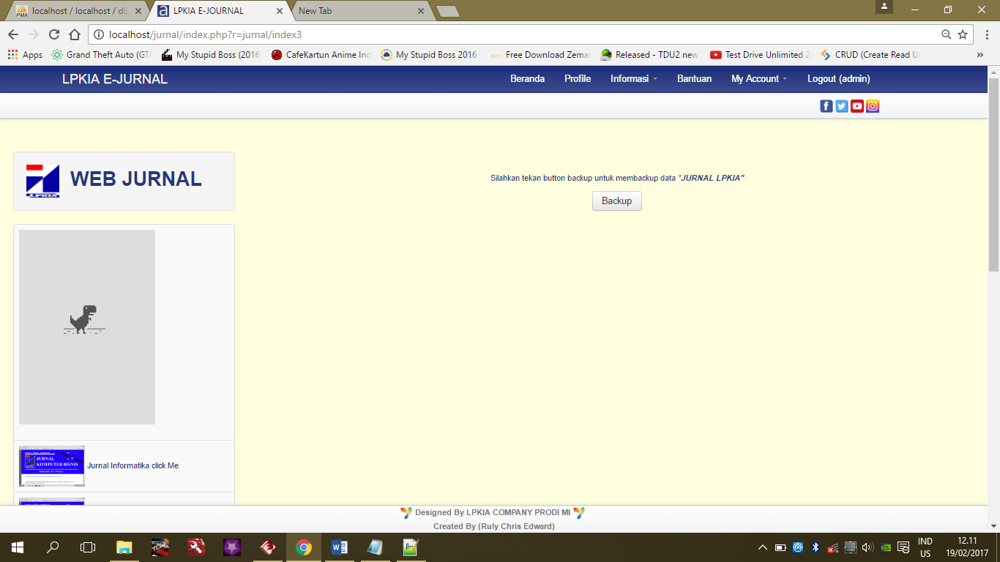 localhost / localhost / db
LPKIA E-JOURNAL
New Tab
localhost/jurnal/index.php?r=jurnal/index3
Apps
Grand Theft Auto (GTA
My Stupid Boss (2016)
CafeKartun Anime Ind
My Stupid Boss 2016
Free Download Zemar
Released - TDU2 new
Test Drive Unlimited 2
CRUD (Create Read U
LPKIA E-JURNAL
Beranda
Profile
Informasi
Bantuan
My Account
Logout (admin)
LPKIA
WEB JURNAL
Silahkan tekan button backup untuk membackup data "JURNAL LPKIA"
Backup
JURNAL
KOMPUTER BISNIS
Jurnal Informatika click Me
Designed By LPKIA COMPANY PRODI MI
Created By (Ruly Chris Edward)
IND
US
12.11
19/02/2017